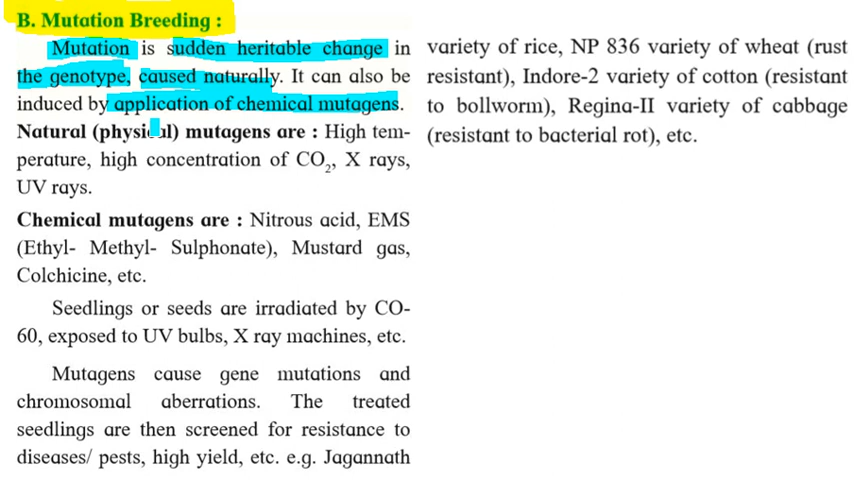 B. Mutation Breeding :
Mutation is sudden heritable change in
the genotype, caused naturally. It can also be
induced by application of chemical mutagens.
Natural (physical) mutagens are : High tem-
perature, high concentration of CO₂, X rays,
UV rays.
Chemical mutagens are : Nitrous acid, EMS
(Ethyl- Methyl- Sulphonate), Mustard gas,
Colchicine, etc.
Seedlings or seeds are irradiated by CO-
60, exposed to UV bulbs, X ray machines, etc.
Mutagens cause gene mutations and
chromosomal aberrations. The treated
seedlings are then screened for resistance to
diseases/ pests, high yield, etc. e.g. Jagannath
variety of rice, NP 836 variety of wheat (rust
resistant), Indore-2 variety of cotton (resistant
to bollworm), Regina-II variety of cabbage
(resistant to bacterial rot), etc.